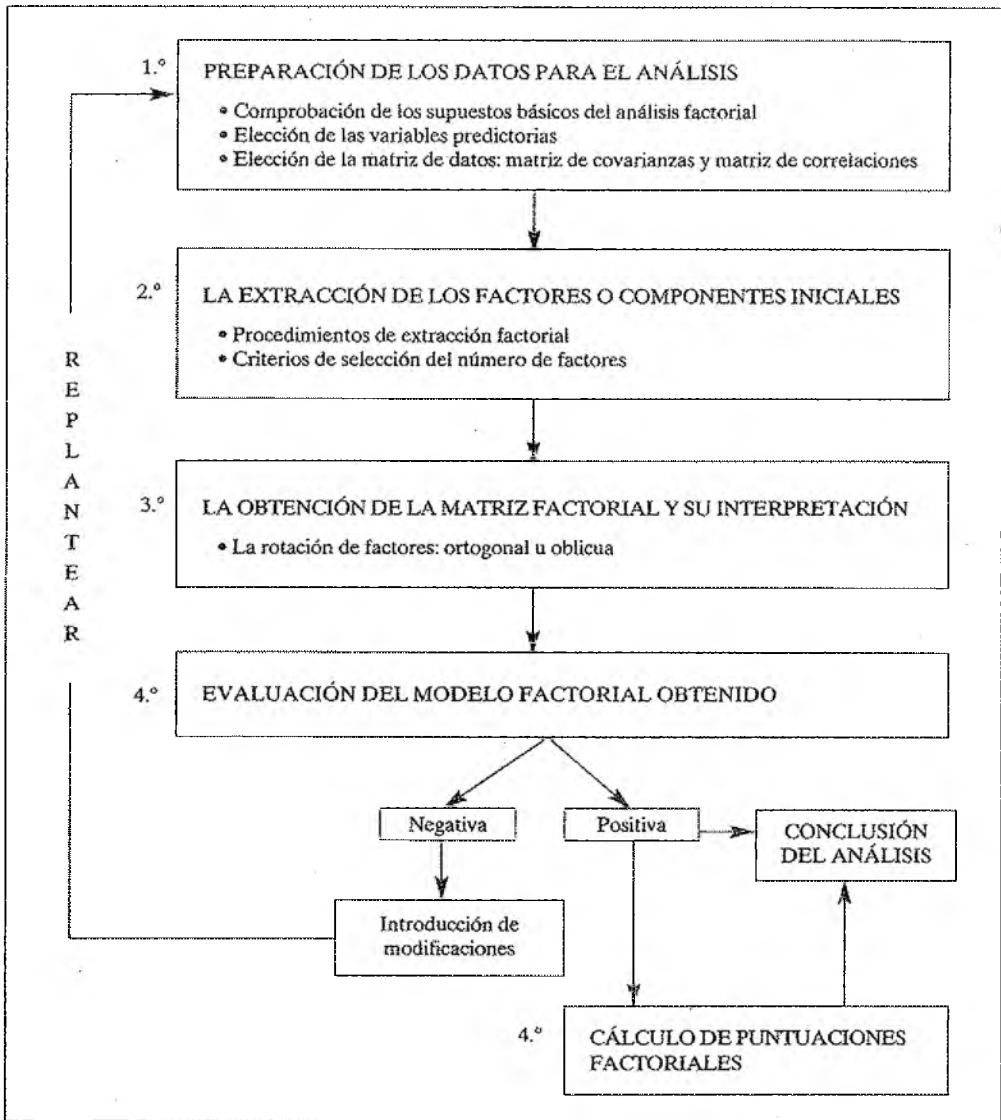 1.º PREPARACIÓN DE LOS DATOS PARA EL ANÁLISIS
• Comprobación de los supuestos básicos del análisis factorial
• Elección de las variables predictorias
• Elección de la matriz de datos: matriz de covarianzas y matriz de correlaciones
2.º LA EXTRACCIÓN DE LOS FACTORES O COMPONENTES INICIALES
• Procedimientos de extracción factorial
• Criterios de selección del número de factores
REPLANTEAR
3.º LA OBTENCIÓN DE LA MATRIZ FACTORIAL Y SU INTERPRETACIÓN
• La rotación de factores: ortogonal u oblicua
4.º EVALUACIÓN DEL MODELO FACTORIAL OBTENIDO
Negativa
Positiva
CONCLUSIÓN
DEL ANÁLISIS
Introducción de
modificaciones
4.º CÁLCULO DE PUNTUACIONES
FACTORIALES